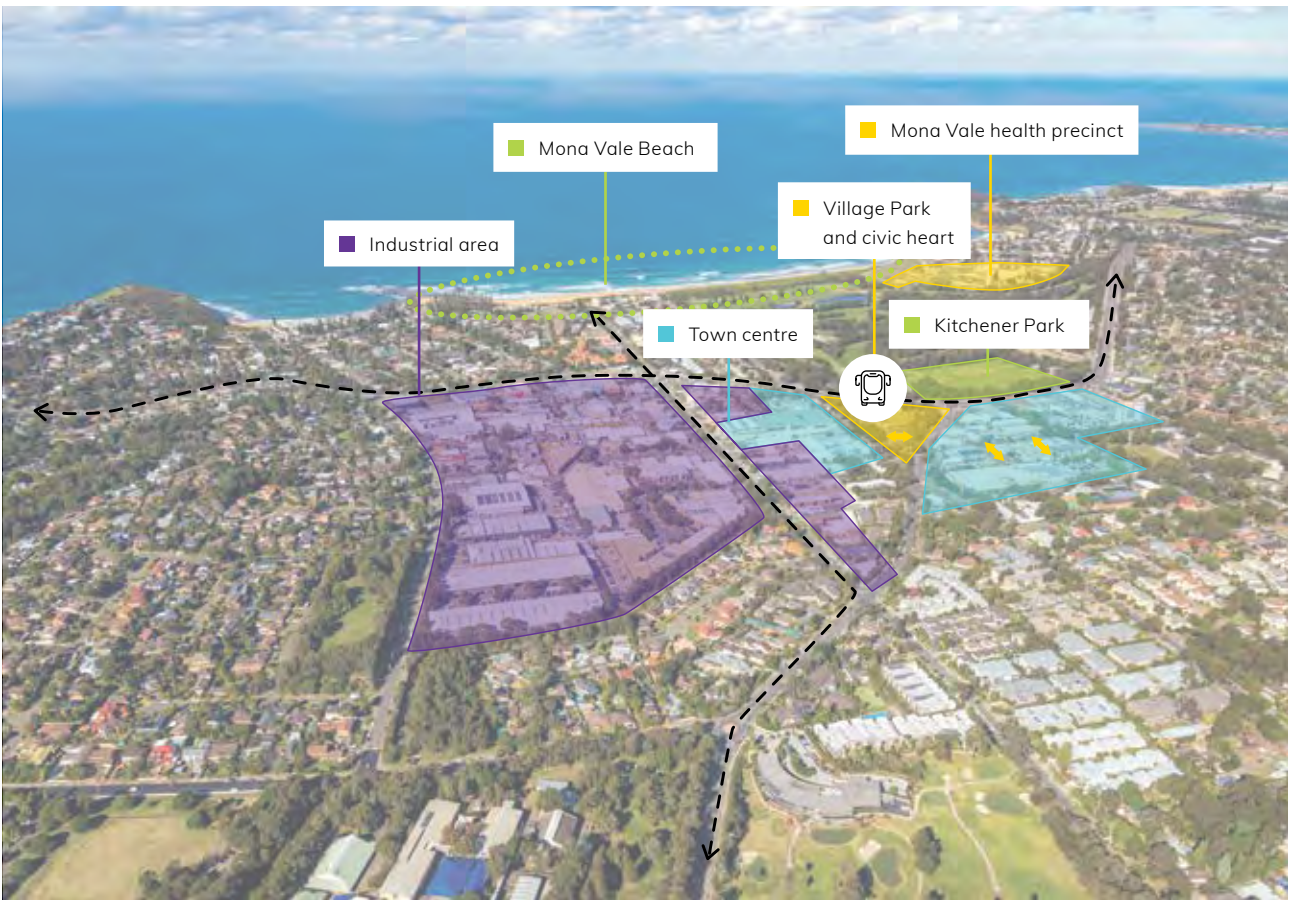 Mona Vale health precinct
Mona Vale Beach
Village Park
and civic heart
Industrial area
Kitchener Park
Town centre